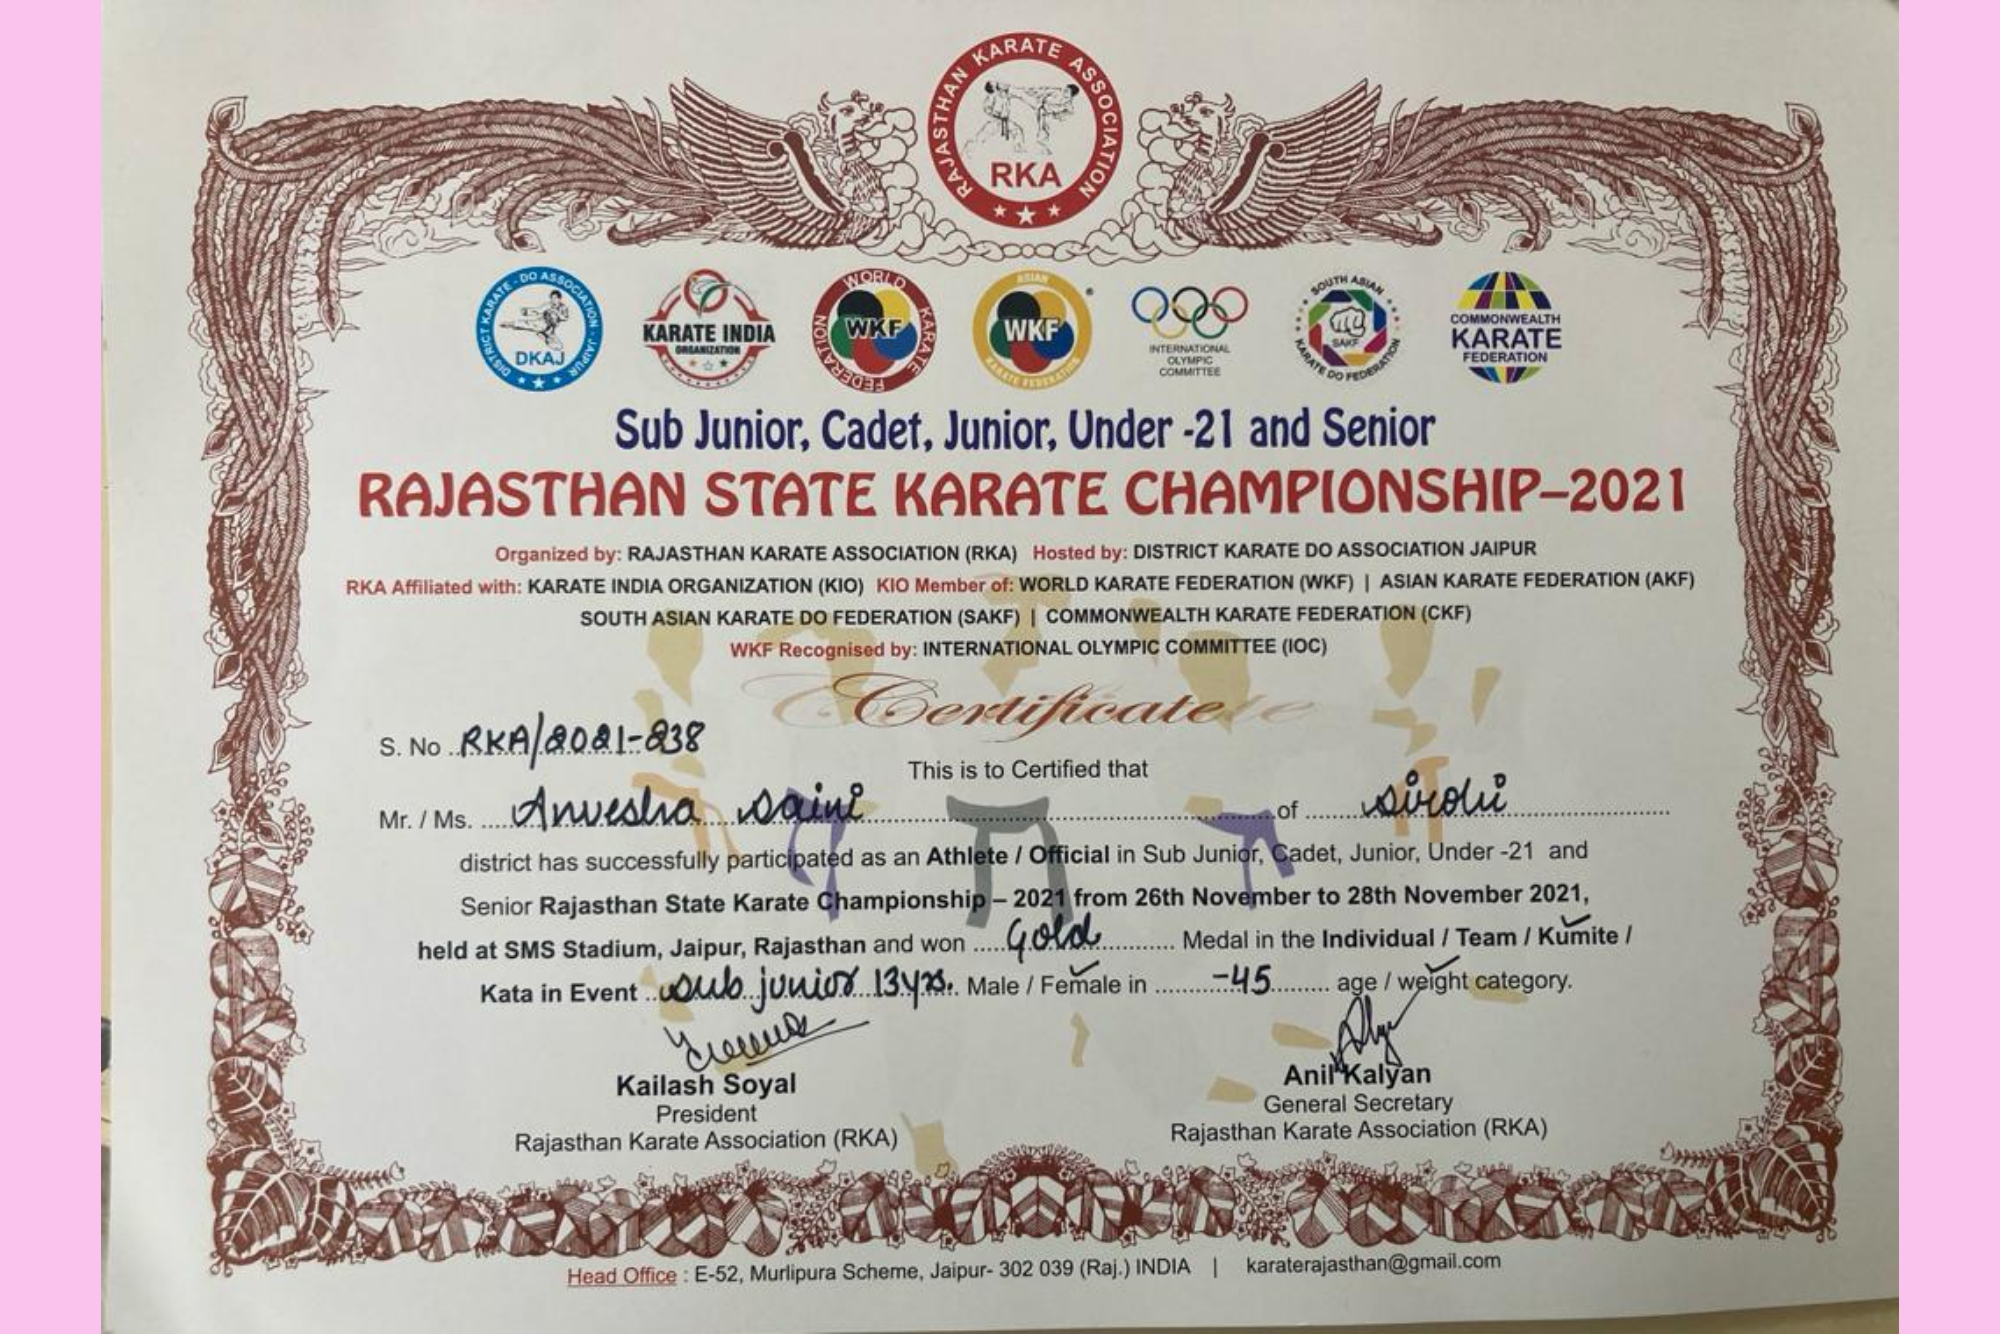 RAJASTHAN KARATE ASSOCIATION
RKA
DISTRICT KARATE - DO ASSOCIATION - JAIPUR
DKAJ
KARATE INDIA
ORGANIZATION
WORLD KARATE FEDERATION
WKF
ASIAN KARATE FEDERATION
WKF
INTERNATIONAL
OLYMPIC
COMMITTEE
SOUTH ASIAN KARATE DO FEDERATION
SAKF
COMMONWEALTH
KARATE
FEDERATION
Sub Junior, Cadet, Junior, Under -21 and Senior
RAJASTHAN STATE KARATE CHAMPIONSHIP–2021
Organized by: RAJASTHAN KARATE ASSOCIATION (RKA) Hosted by: DISTRICT KARATE DO ASSOCIATION JAIPUR
RKA Affiliated with: KARATE INDIA ORGANIZATION (KIO) KIO Member of: WORLD KARATE FEDERATION (WKF) | ASIAN KARATE FEDERATION (AKF)
SOUTH ASIAN KARATE DO FEDERATION (SAKF) | COMMONWEALTH KARATE FEDERATION (CKF)
WKF Recognised by: INTERNATIONAL OLYMPIC COMMITTEE (IOC)
Certificate
S. No RKA/2021-238
This is to Certified that
Mr. / Ms. Anvesha Saini of Sirohi
district has successfully participated as an Athlete / Official in Sub Junior, Cadet, Junior, Under -21 and
Senior Rajasthan State Karate Championship – 2021 from 26th November to 28th November 2021,
held at SMS Stadium, Jaipur, Rajasthan and won Gold Medal in the Individual / Team / Kumite /
Kata in Event Sub junior 13yrs. Male / Female in -45 age / weight category.
Kailash Soyal
President
Rajasthan Karate Association (RKA)
Anil Kalyan
General Secretary
Rajasthan Karate Association (RKA)
Head Office : E-52, Murlipura Scheme, Jaipur- 302 039 (Raj.) INDIA | karaterajasthan@gmail.com